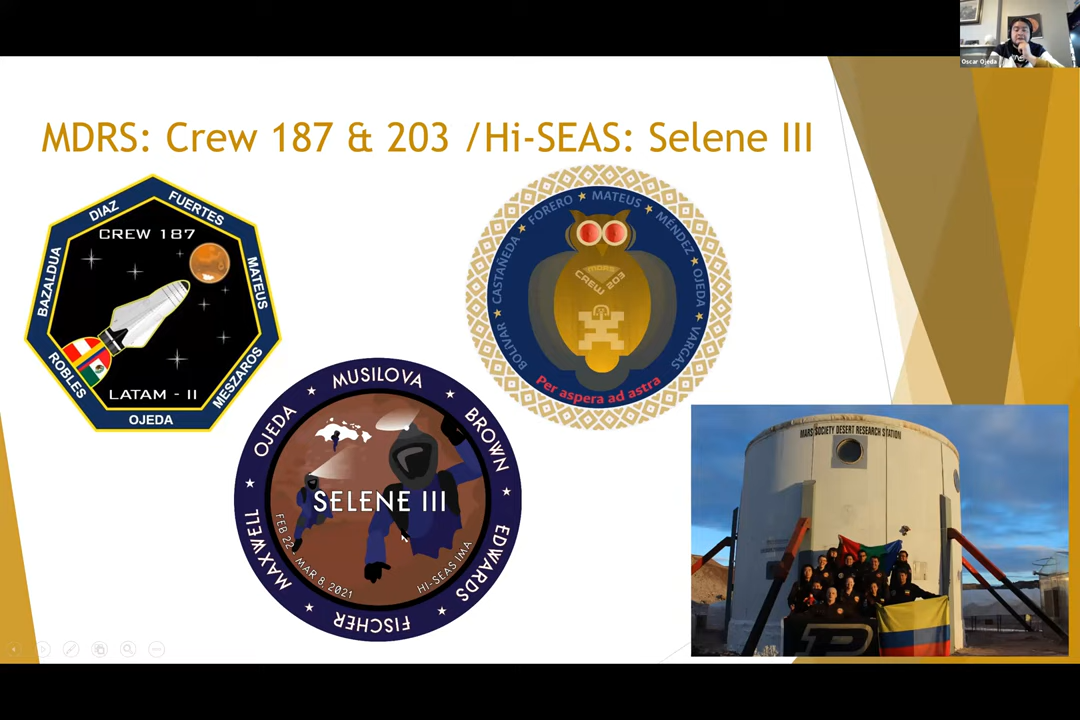 Oscar Ojeda
MDRS: Crew 187 & 203 /Hi-SEAS: Selene III
BAZALDUA
DIAZ
FUERTES
MATEUS
MESZAROS
OJEDA
ROBLES
CREW 187
LATAM - II
BOLIVAR ★ CASTAÑEDA ★ FORERO ★ MATEUS ★ MÉNDEZ ★ OJEDA ★ VARGAS
MDRS
CREW 203
Per aspera ad astra
MAXWELL ★ OJEDA ★ MUSILOVA ★ BROWN ★ EDWARDS ★ FISCHER
SELENE III
FEB 22 - MAR 8, 2021
HI-SEAS IMA
MARS SOCIETY DESERT RESEARCH STATION
P